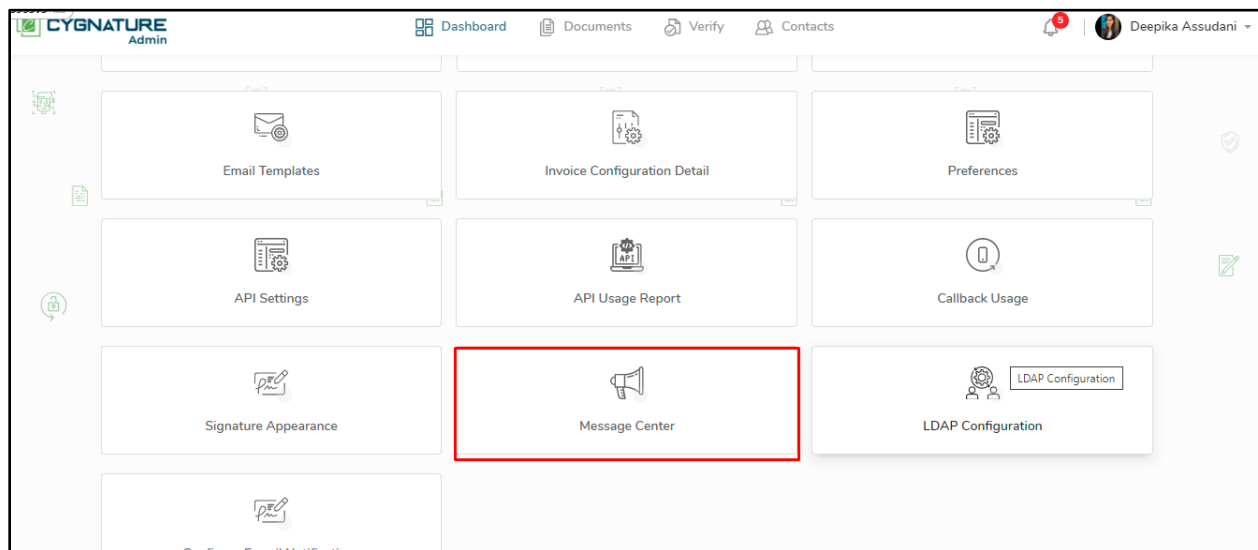 CYGNATURE
Admin
Dashboard
Documents
Verify
Contacts
5
Deepika Assudani
Email Templates
Invoice Configuration Detail
Preferences
API Settings
API
API Usage Report
Callback Usage
Signature Appearance
Message Center
LDAP Configuration
LDAP Configuration